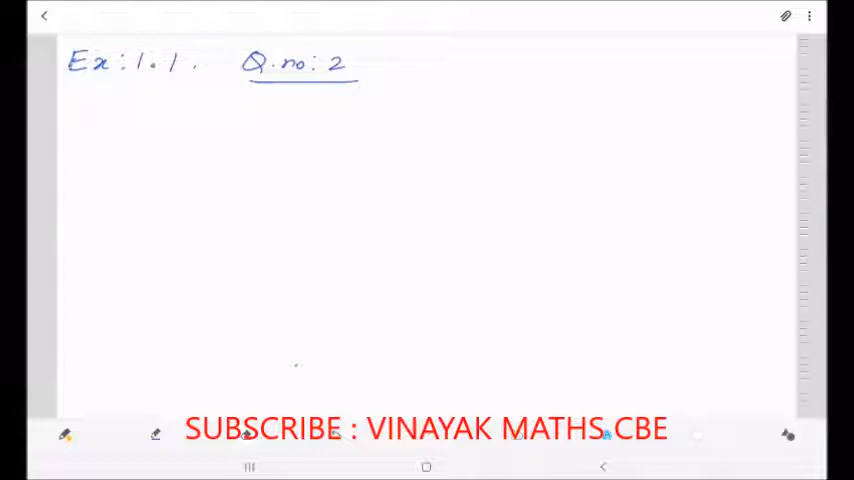 Ex : 1.1. Q.no: 2
SUBSCRIBE : VINAYAK MATHS CBE